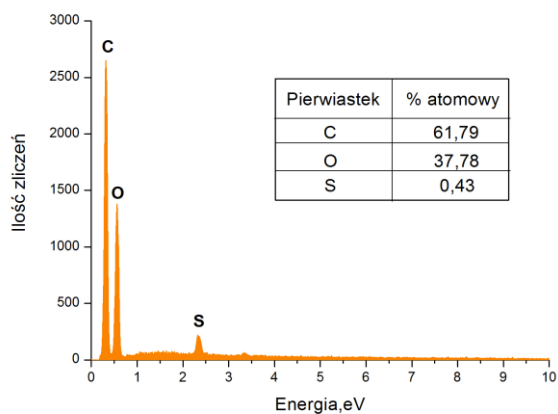 3000
2500
2000
1500
1000
500
0
Ilość zliczeń
C
O
S
Pierwiastek % atomowy
C 61,79
O 37,78
S 0,43
0 1 2 3 4 5 6 7 8 9 10
Energia,eV